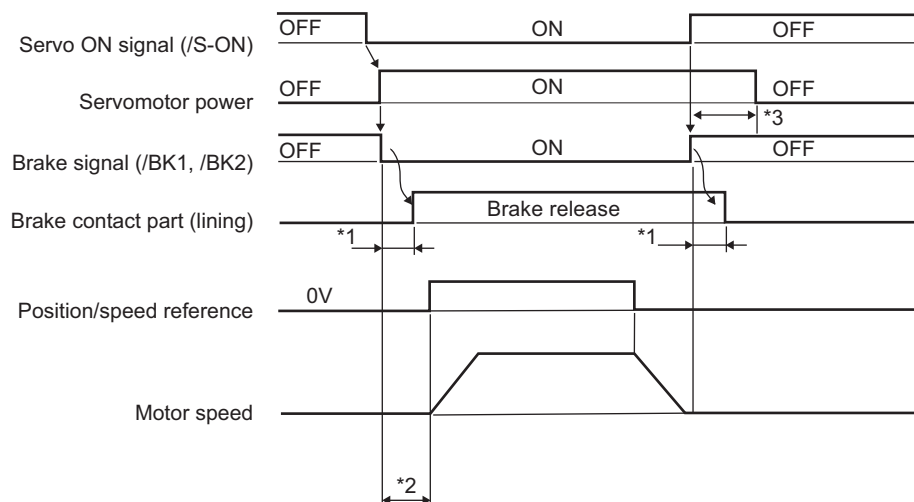 Servo ON signal (/S-ON) OFF ON OFF
Servomotor power OFF ON OFF
*3
Brake signal (/BK1, /BK2) OFF ON OFF
Brake contact part (lining) Brake release
*1 *1
Position/speed reference 0V
Motor speed
*2